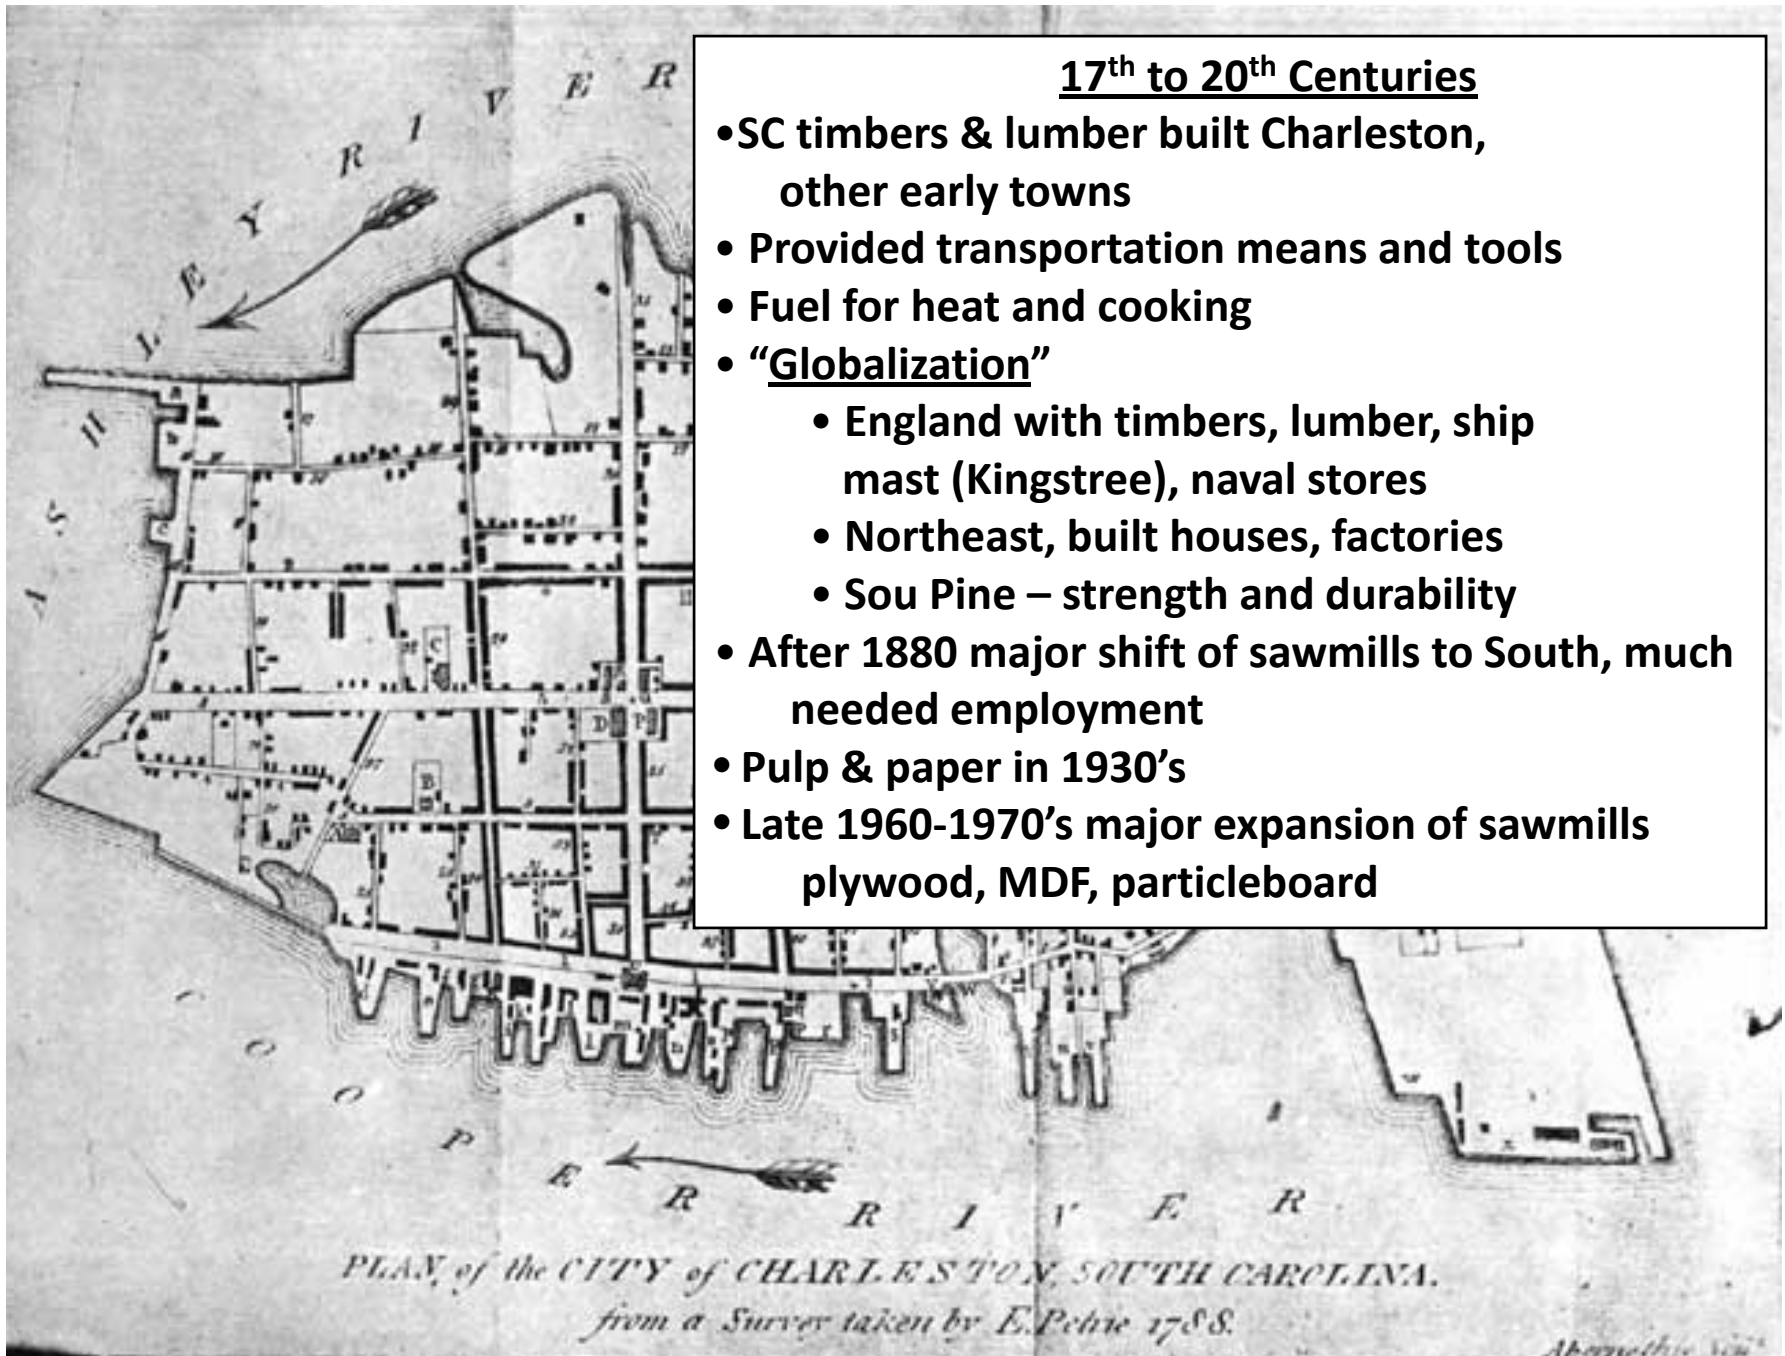 17th to 20th Centuries
•SC timbers & lumber built Charleston,
other early towns
• Provided transportation means and tools
• Fuel for heat and cooking
• “Globalization”
• England with timbers, lumber, ship
mast (Kingstree), naval stores
• Northeast, built houses, factories
• Sou Pine – strength and durability
• After 1880 major shift of sawmills to South, much
needed employment
• Pulp & paper in 1930’s
• Late 1960-1970’s major expansion of sawmills
plywood, MDF, particleboard
ASHLEY RIVER
COOPER RIVER
PLAN, of the CITY of CHARLESTON, SOUTH CAROLINA.
from a Survey taken by E. Petrie 1788.